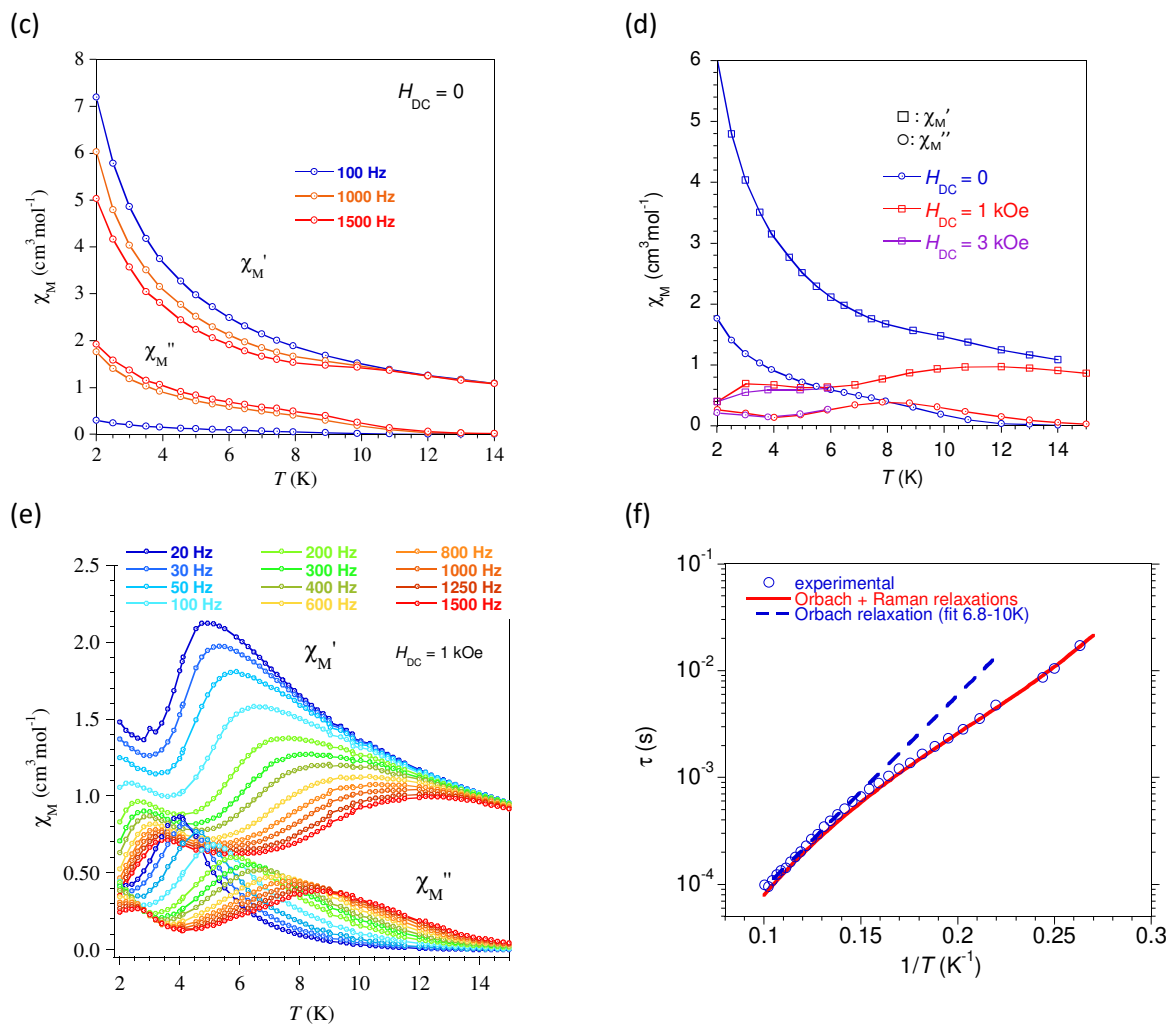 (c)
8
7
6
5
4
3
2
1
0
χM (cm³mol⁻¹)
HDC = 0
100 Hz
1000 Hz
1500 Hz
χM'
χM''
2 4 6 8 10 12 14
T (K)
(d)
6
5
4
3
2
1
0
χM (cm³mol⁻¹)
□ : χM'
○: χM''
HDC = 0
HDC = 1 kOe
HDC = 3 kOe
2 4 6 8 10 12 14
T (K)
(e)
20 Hz 200 Hz 800 Hz
30 Hz 300 Hz 1000 Hz
50 Hz 400 Hz 1250 Hz
100 Hz 600 Hz 1500 Hz
2.5
2.0
1.5
1.0
0.50
0.0
χM (cm³mol⁻¹)
χM'
HDC = 1 kOe
χM''
2 4 6 8 10 12 14
T (K)
(f)
10⁻¹
10⁻²
10⁻³
10⁻⁴
τ (s)
experimental
Orbach + Raman relaxations
Orbach relaxation (fit 6.8-10K)
0.1 0.15 0.2 0.25 0.3
1/T (K⁻¹)